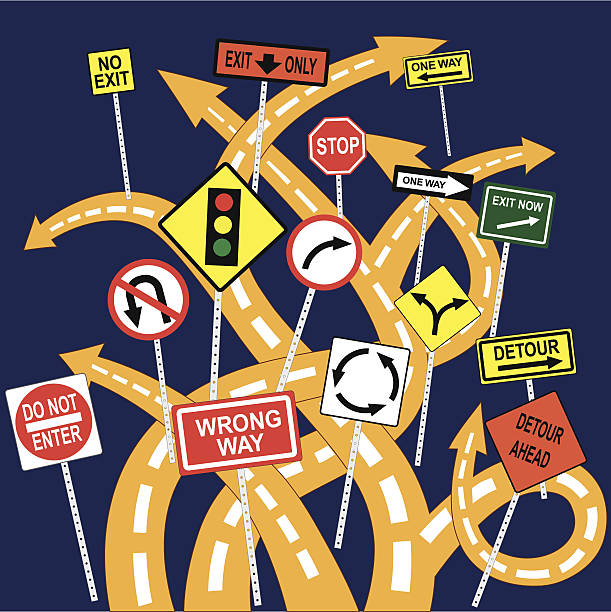 NO
EXIT
EXIT ONLY
ONE WAY
STOP
ONE WAY
EXIT NOW
DETOUR
DO NOT
ENTER
WRONG
WAY
DETOUR
AHEAD